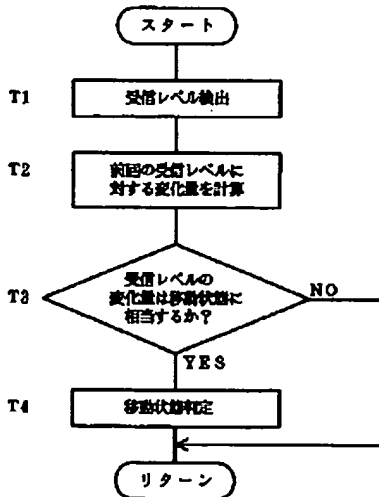 スタート
T1
受信レベル検出
T2
前回の受信レベルに
対する変化量を計算
T3
受信レベルの
変化量は移動状態に
相当するか?
NO
YES
T4
移動状態判定
リターン